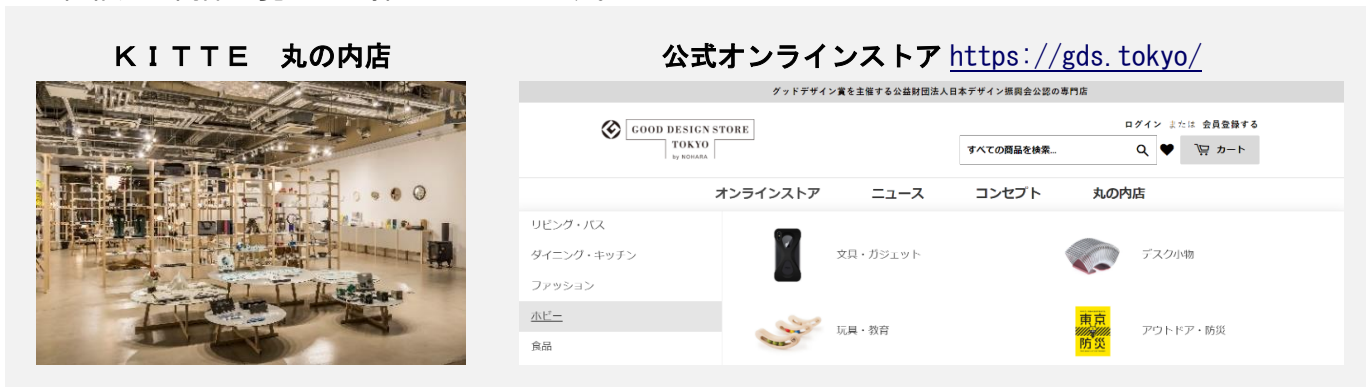 ＫＩＴＴＥ　丸の内店
公式オンラインストア https://gds.tokyo/
グッドデザイン賞を主催する公益財団法人日本デザイン振興会公認の専門店
GOOD DESIGN STORE
TOKYO
by NOHARA
ログイン または 会員登録する
すべての商品を検索...
カート
オンラインストア ニュース コンセプト 丸の内店
リビング・バス
ダイニング・キッチン
ファッション
ホビー
食品
文具・ガジェット
デスク小物
玩具・教育
東京
防災
アウトドア・防災